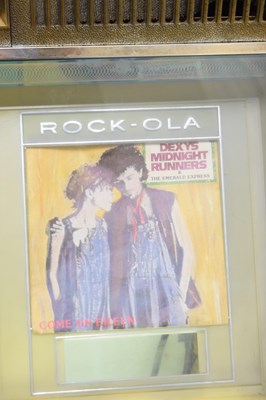 ROCK-OLA
DEXYS
MIDNIGHT
RUNNERS
&
THE EMERALD EXPRESS
COME ON EILEEN